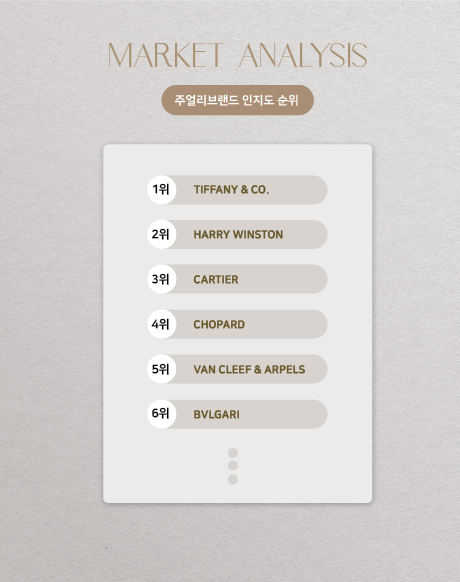 MARKET ANALYSIS
주얼리브랜드 인지도 순위
1위 TIFFANY & CO.
2위 HARRY WINSTON
3위 CARTIER
4위 CHOPARD
5위 VAN CLEEF & ARPELS
6위 BVLGARI